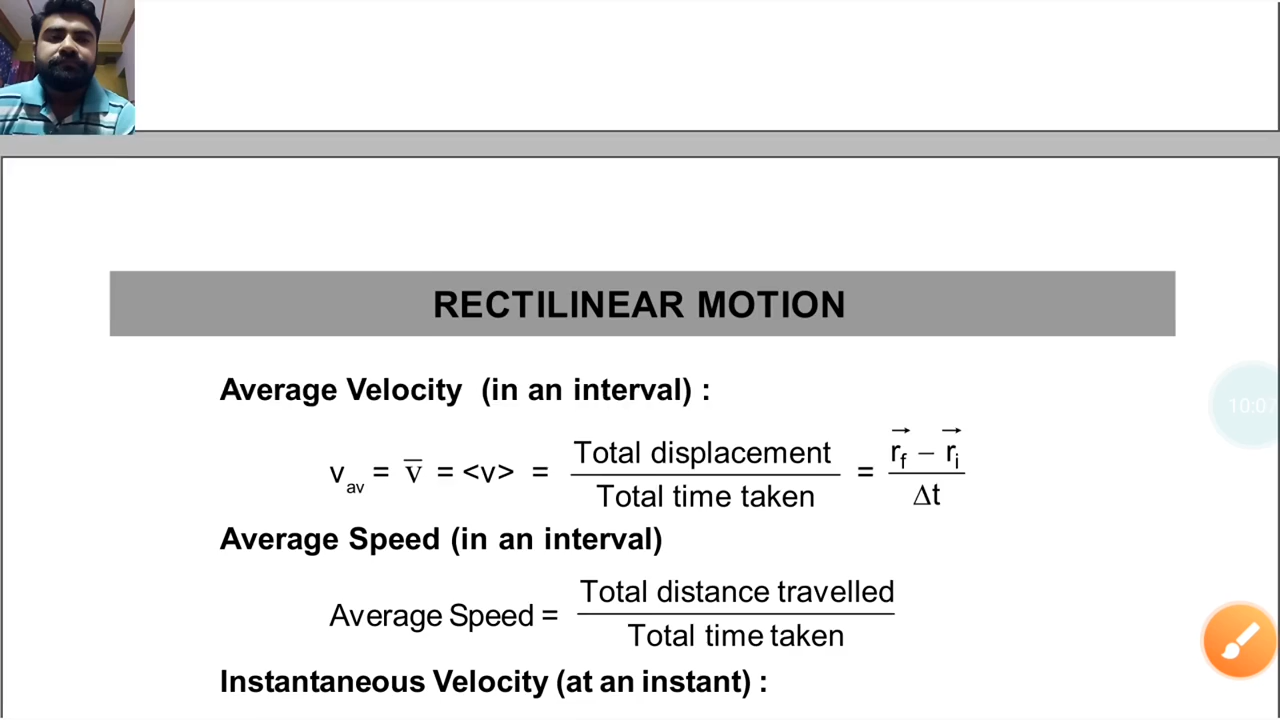 RECTILINEAR MOTION
Average Velocity (in an interval) :
v_av = v̅ = <v> = Total displacement / Total time taken = (r⃗_f – r⃗_i) / Δt
Average Speed (in an interval)
Average Speed = Total distance travelled / Total time taken
Instantaneous Velocity (at an instant) :